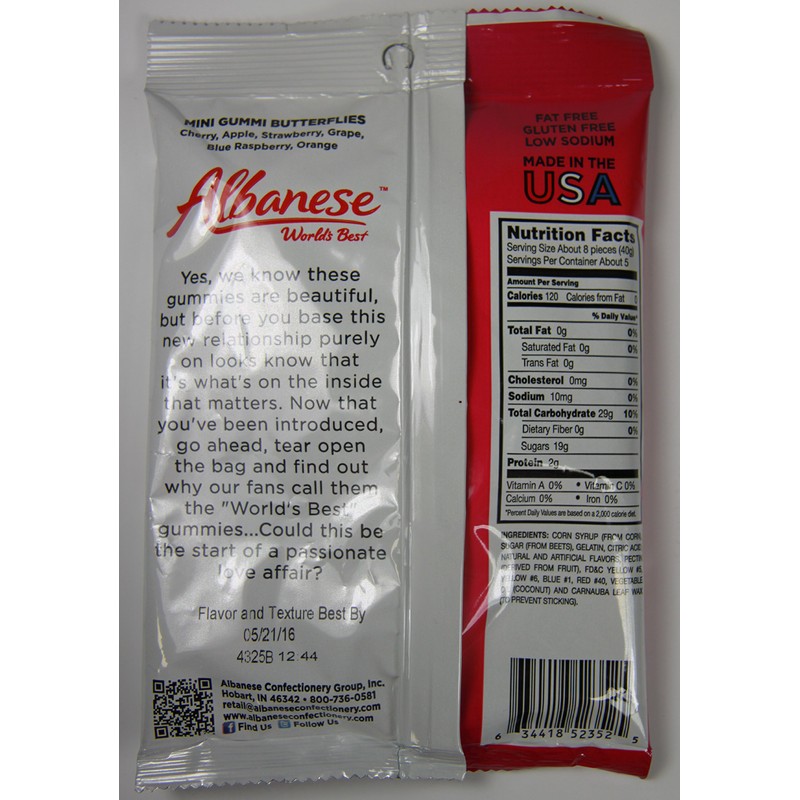 MINI GUMMI BUTTERFLIES
Cherry, Apple, Strawberry, Grape,
Blue Raspberry, Orange
Albanese™
World's Best
Yes, we know these
gummies are beautiful,
but before you base this
new relationship purely
on looks know that
it's what's on the inside
that matters. Now that
you've been introduced,
go ahead, tear open
the bag and find out
why our fans call them
the "World's Best"
gummies...Could this be
the start of a passionate
love affair?
Flavor and Texture Best By
05/21/16
4325B 12 44
Albanese Confectionery Group, Inc.
Hobart, IN 46342 • 800-736-0581
retail@albaneseconfectionery.com
www.albaneseconfectionery.com
Find Us Follow Us
FAT FREE
GLUTEN FREE
LOW SODIUM
MADE IN THE
USA
Nutrition Facts
Serving Size About 8 pieces (40g)
Servings Per Container About 5
Amount Per Serving
Calories 120 Calories from Fat 0
% Daily Value*
Total Fat 0g 0%
Saturated Fat 0g 0%
Trans Fat 0g
Cholesterol 0mg 0%
Sodium 10mg 0%
Total Carbohydrate 29g 10%
Dietary Fiber 0g 0%
Sugars 19g
Protein 2g
Vitamin A 0% • Vitamin C 0%
Calcium 0% • Iron 0%
*Percent Daily Values are based on a 2,000 calorie diet.
INGREDIENTS: CORN SYRUP (FROM CORN),
SUGAR (FROM BEETS), GELATIN, CITRIC ACID,
NATURAL AND ARTIFICIAL FLAVORS, PECTIN
(DERIVED FROM FRUIT), FD&C YELLOW #5,
YELLOW #6, BLUE #1, RED #40, VEGETABLE
OIL (COCONUT) AND CARNAUBA LEAF WAX
(TO PREVENT STICKING).
6 34418 52352 5